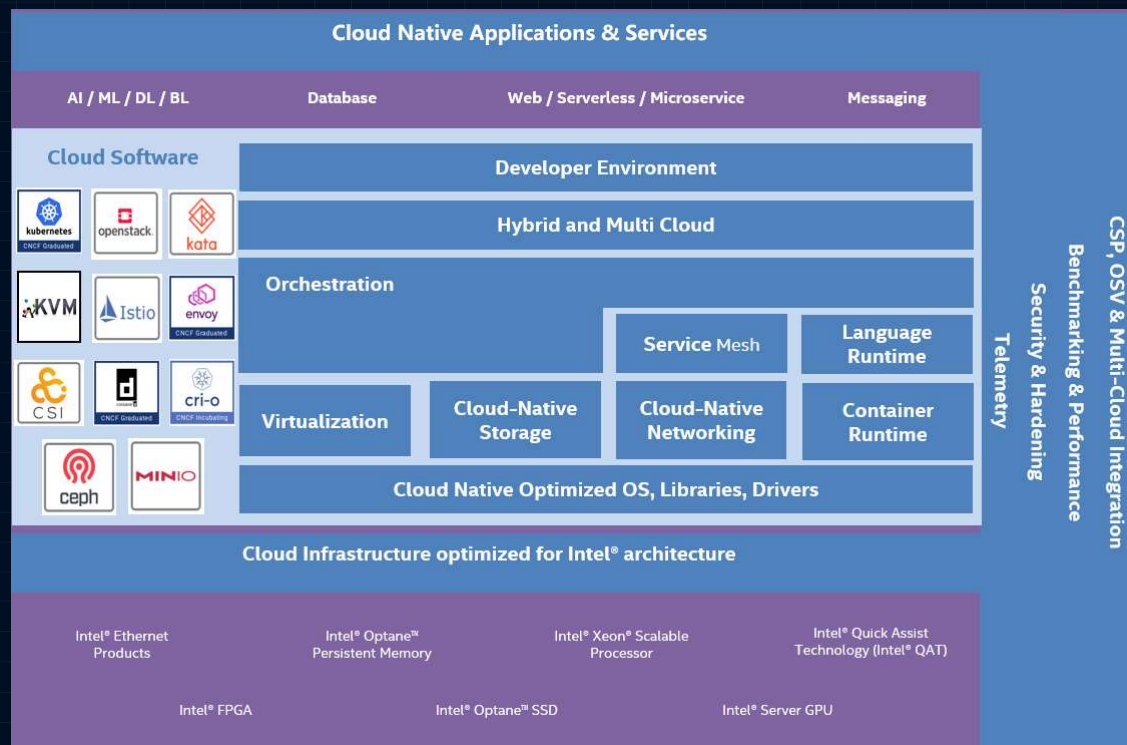 Cloud Native Applications & Services
AI / ML / DL / BL
Database
Web / Serverless / Microservice
Messaging
Cloud Software
kubernetes
CNCF Graduated
openstack.
kata
KVM
Istio
envoy
CNCF Graduated
CSI
CNCF Graduated
cri-o
CNCF Incubating
ceph
MINIO
Developer Environment
Hybrid and Multi Cloud
Orchestration
Service Mesh
Language
Runtime
Virtualization
Cloud-Native
Storage
Cloud-Native
Networking
Container
Runtime
Cloud Native Optimized OS, Libraries, Drivers
Telemetry
Security & Hardening
Benchmarking & Performance
CSP, OSV & Multi-Cloud Integration
Cloud Infrastructure optimized for Intel® architecture
Intel® Ethernet
Products
Intel® Optane™
Persistent Memory
Intel® Xeon® Scalable
Processor
Intel® Quick Assist
Technology (Intel® QAT)
Intel® FPGA
Intel® Optane™ SSD
Intel® Server GPU